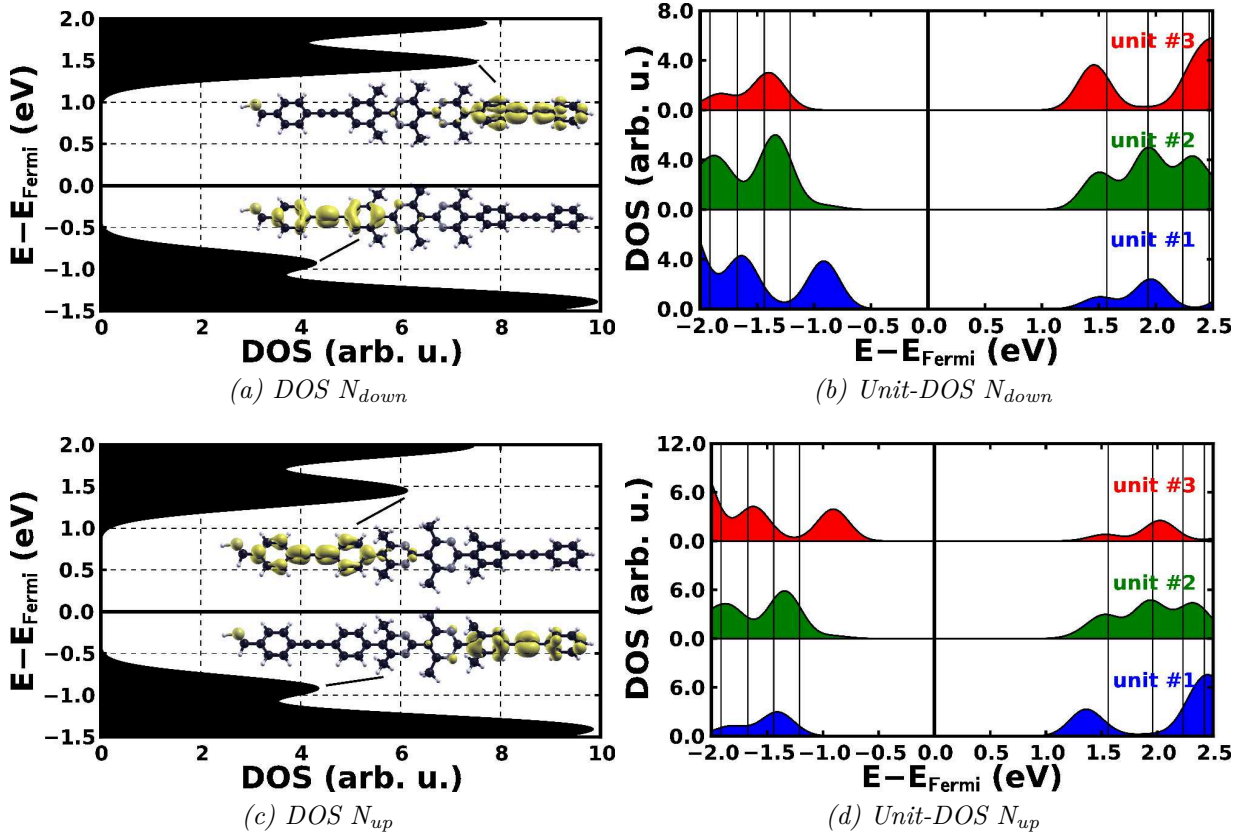 2.0
1.5
1.0
0.5
0.0
−0.5
−1.0
−1.5
E−E_Fermi (eV)
0 2 4 6 8 10
DOS (arb. u.)
(a) DOS N_down
8.0
4.0
0.0
4.0
0.0
4.0
0.0
DOS (arb. u.)
unit #3
unit #2
unit #1
−2.0 −1.5 −1.0 −0.5 0.0 0.5 1.0 1.5 2.0 2.5
E−E_Fermi (eV)
(b) Unit-DOS N_down
2.0
1.5
1.0
0.5
0.0
−0.5
−1.0
−1.5
E−E_Fermi (eV)
0 2 4 6 8 10
DOS (arb. u.)
(c) DOS N_up
12.0
6.0
0.0
6.0
0.0
6.0
0.0
DOS (arb. u.)
unit #3
unit #2
unit #1
−2.0 −1.5 −1.0 −0.5 0.0 0.5 1.0 1.5 2.0 2.5
E−E_Fermi (eV)
(d) Unit-DOS N_up